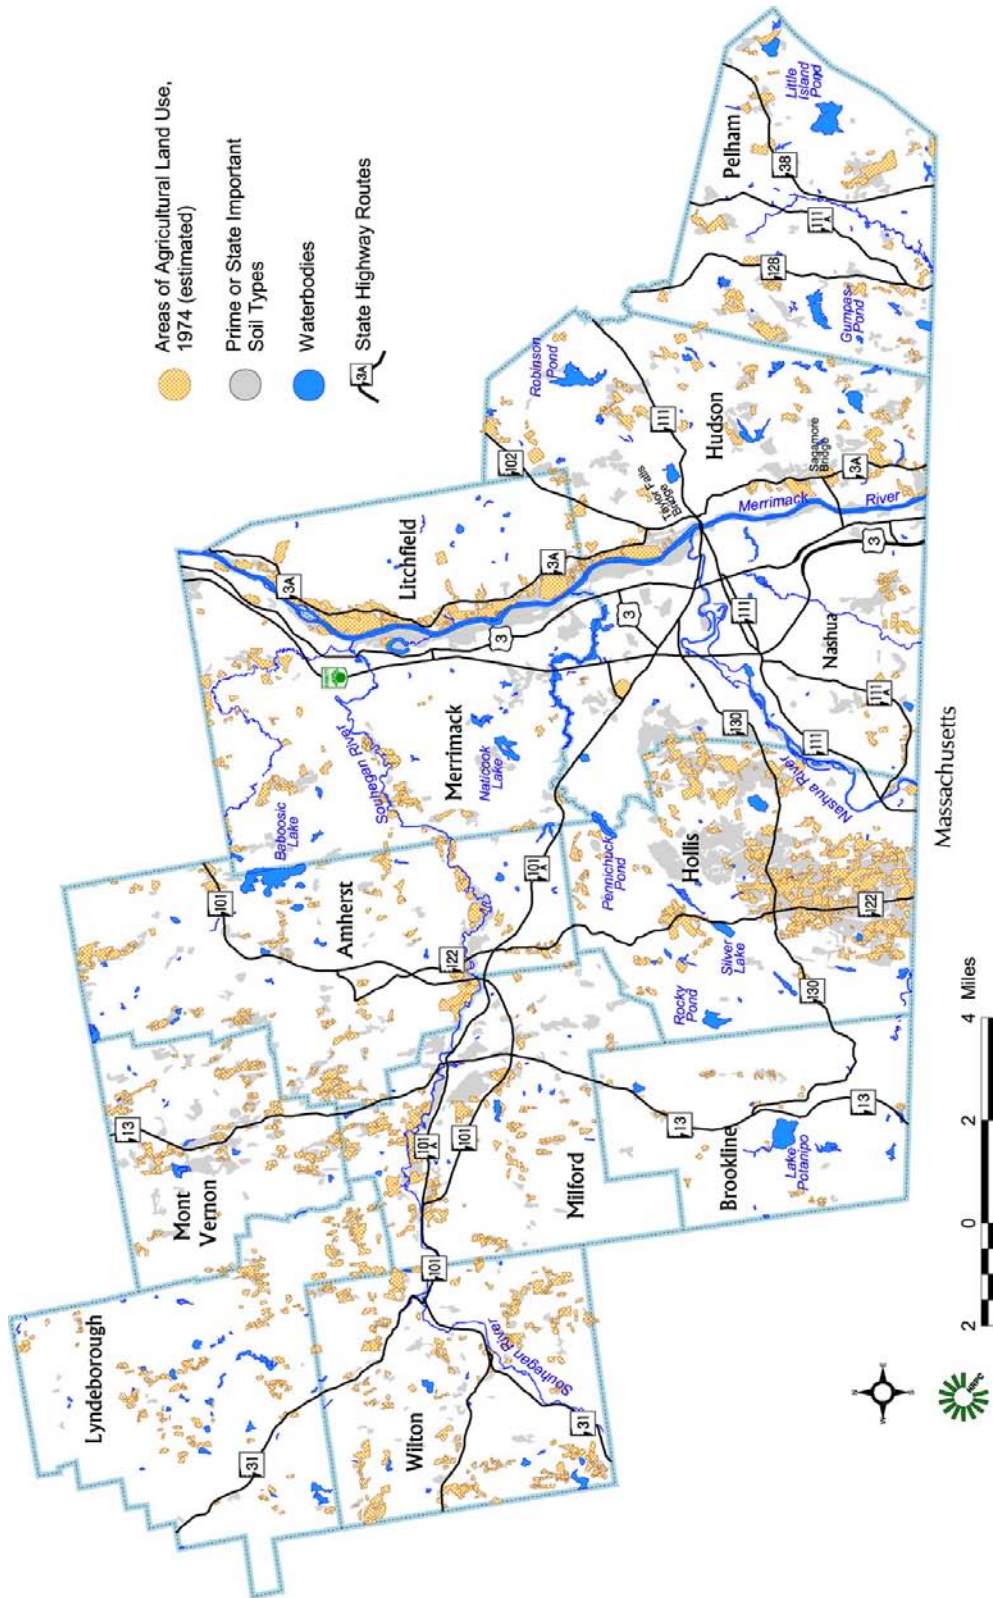 Areas of Agricultural Land Use,
1974 (estimated)
Prime or State Important
Soil Types
Waterbodies
3A
State Highway Routes
Lyndeborough
31
Wilton
31
Souhegan River
101
Mont
Vernon
13
Milford
101
A
101
Brookline
13
13
Lake
Potanipo
Amherst
101
122
101
A
Baboosic
Lake
Souhegan River
Merrimack
Naticook
Lake
3
Pennichuck
Pond
Hollis
Silver
Lake
Rocky
Pond
130
122
130
Nashua River
Nashua
111
111
111
A
3
3
Litchfield
3A
3A
102
Robinson
Pond
Hudson
111
Taylor Falls
Bridge
Sagamore
Bridge
3A
Merrimack
River
Pelham
38
111
A
128
Little
Island
Pond
Gumpas
Pond
Massachusetts
2 0 2 4 Miles
N
E
S
W
NRPC